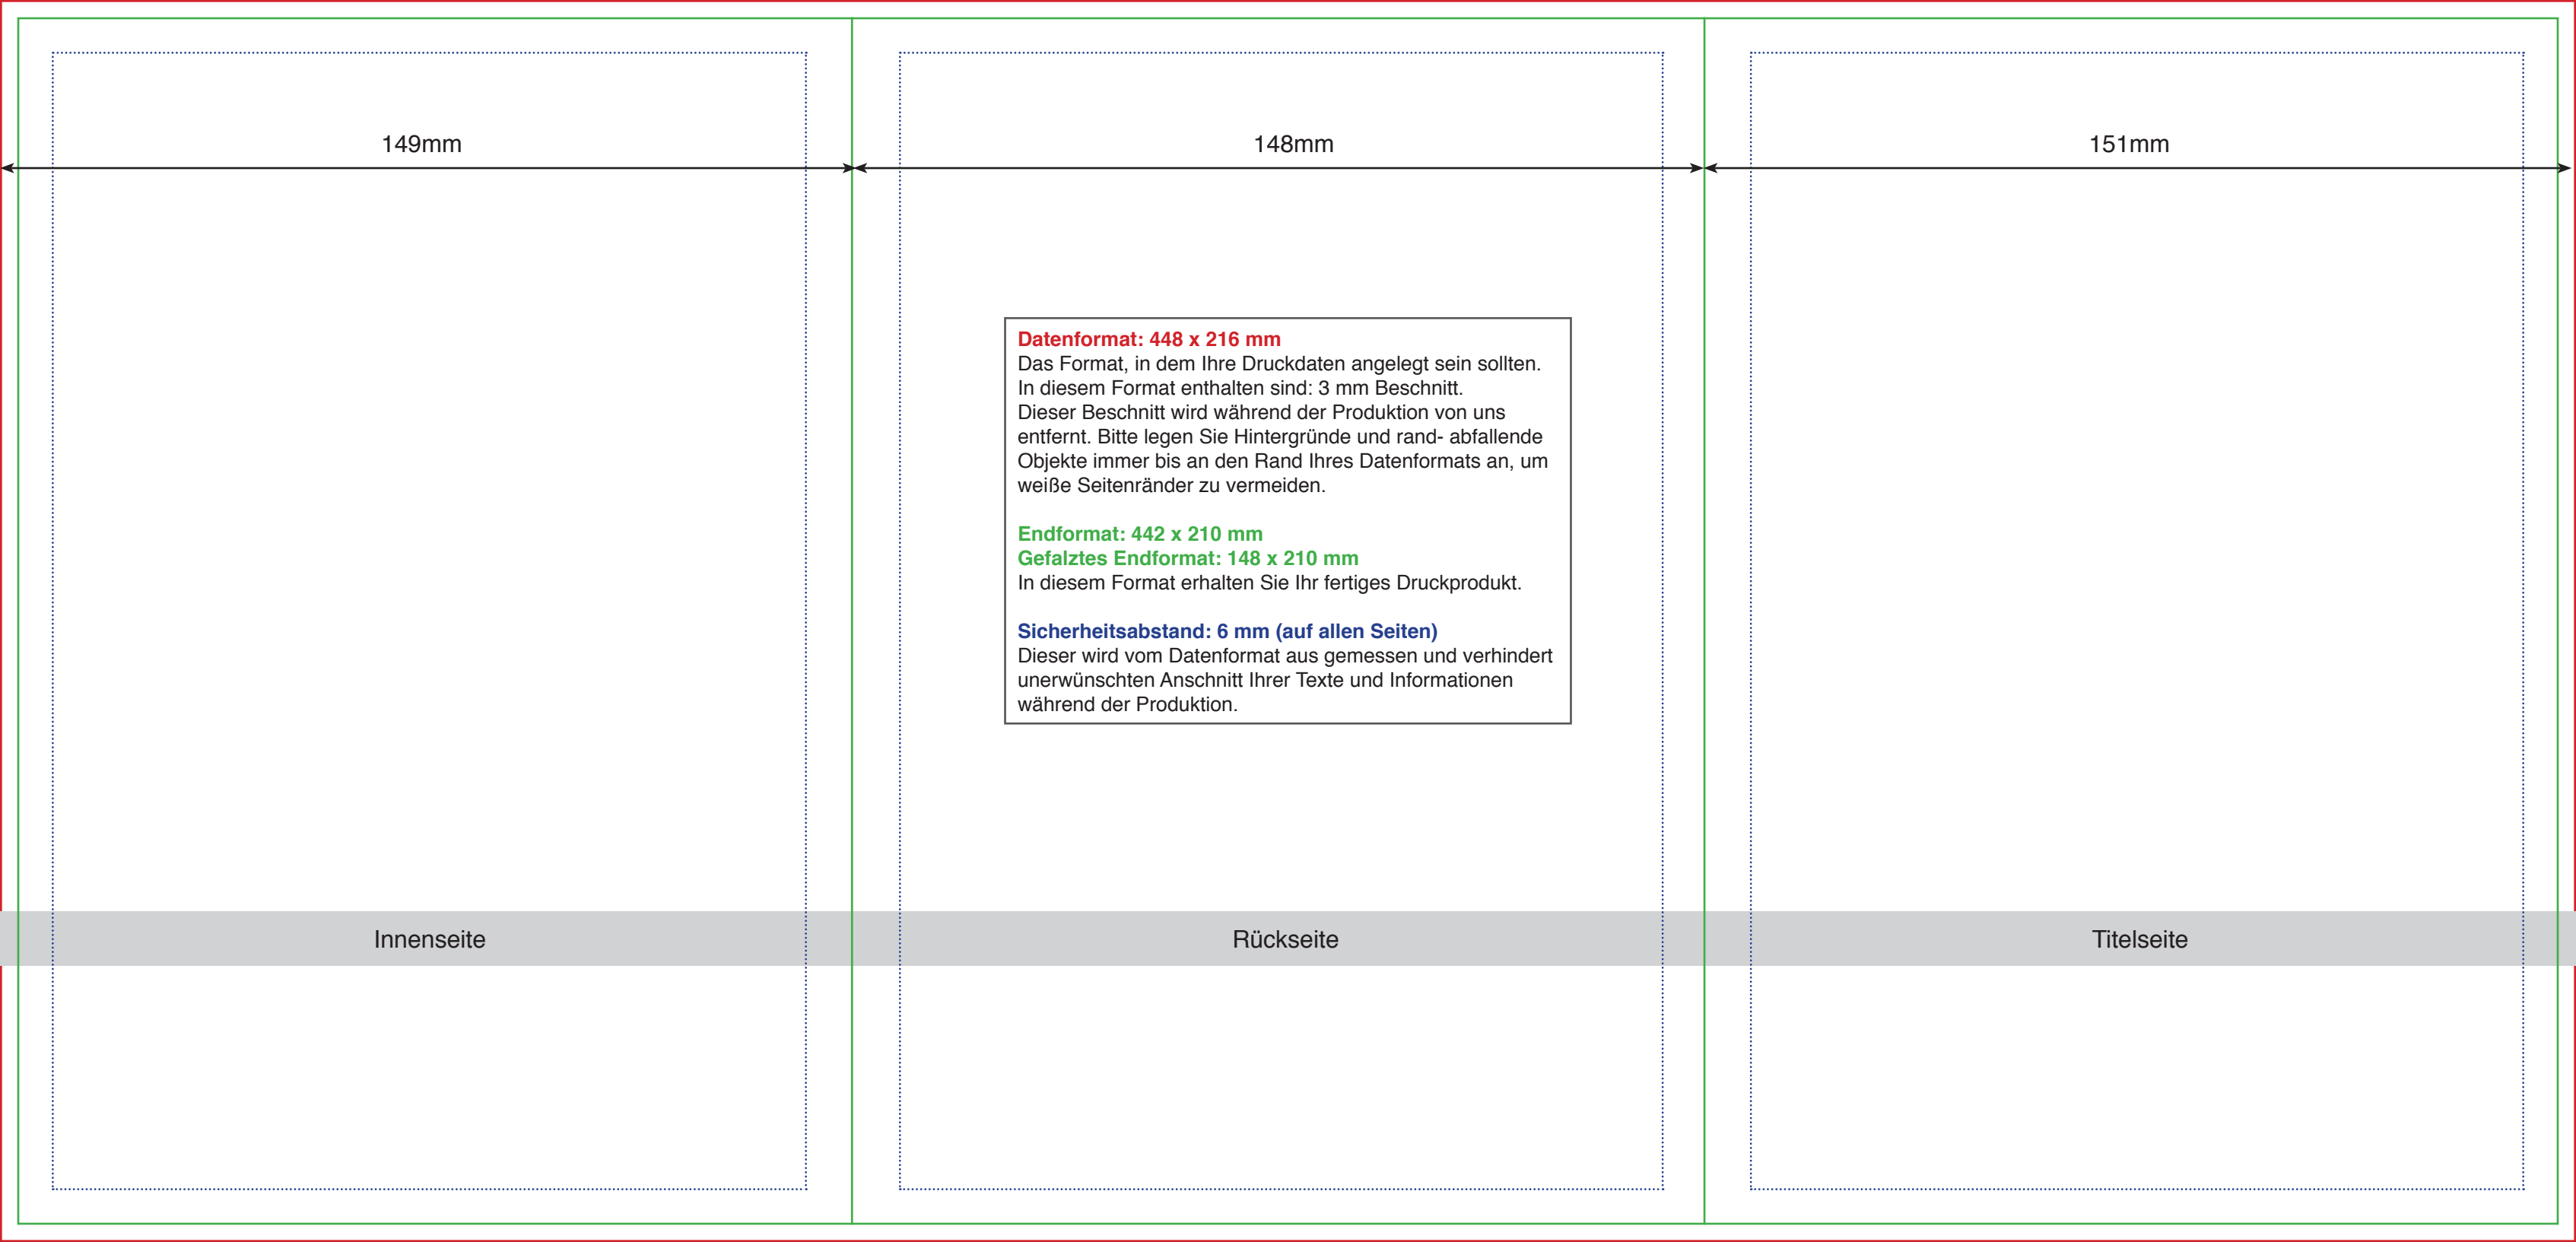 149mm
148mm
151mm
Datenformat: 448 x 216 mm
Das Format, in dem Ihre Druckdaten angelegt sein sollten.
In diesem Format enthalten sind: 3 mm Beschnitt.
Dieser Beschnitt wird während der Produktion von uns
entfernt. Bitte legen Sie Hintergründe und rand- abfallende
Objekte immer bis an den Rand Ihres Datenformats an, um
weiße Seitenränder zu vermeiden.
Endformat: 442 x 210 mm
Gefalztes Endformat: 148 x 210 mm
In diesem Format erhalten Sie Ihr fertiges Druckprodukt.
Sicherheitsabstand: 6 mm (auf allen Seiten)
Dieser wird vom Datenformat aus gemessen und verhindert
unerwünschten Anschnitt Ihrer Texte und Informationen
während der Produktion.
Innenseite
Rückseite
Titelseite